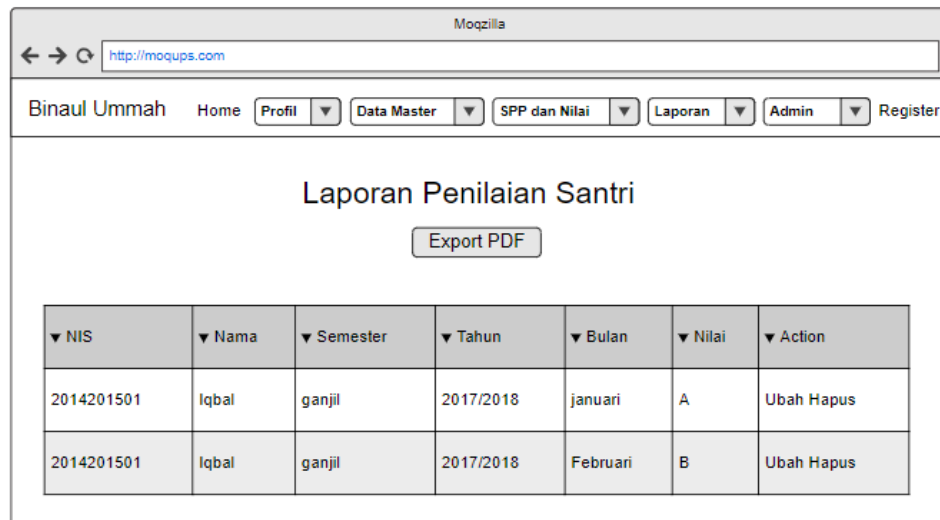 Moqzilla
http://moqups.com
Binaul Ummah Home Profil Data Master SPP dan Nilai Laporan Admin Register
Laporan Penilaian Santri
Export PDF
NIS Nama Semester Tahun Bulan Nilai Action
2014201501 Iqbal ganjil 2017/2018 januari A Ubah Hapus
2014201501 Iqbal ganjil 2017/2018 Februari B Ubah Hapus